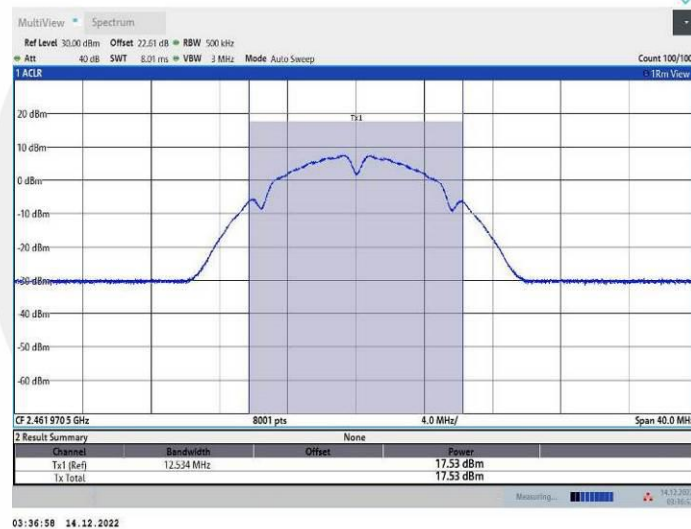 MultiView Spectrum
Ref Level 30.00 dBm Offset 22.61 dB RBW 500 kHz
Att 40 dB SWT 8.01 ms VBW 3 MHz Mode Auto Sweep Count 100/100
1 ACLR 1Rm View
Tx1
20 dBm
10 dBm
0 dBm
-10 dBm
-20 dBm
-30 dBm
-40 dBm
-50 dBm
-60 dBm
CF 2.461 970 5 GHz 8001 pts 4.0 MHz/ Span 40.0 MHz
2 Result Summary None
Channel Bandwidth Offset Power
Tx1 (Ref) 12.534 MHz 17.53 dBm
Tx Total 17.53 dBm
Measuring... 14.12.202
03:36:58 14.12.2022